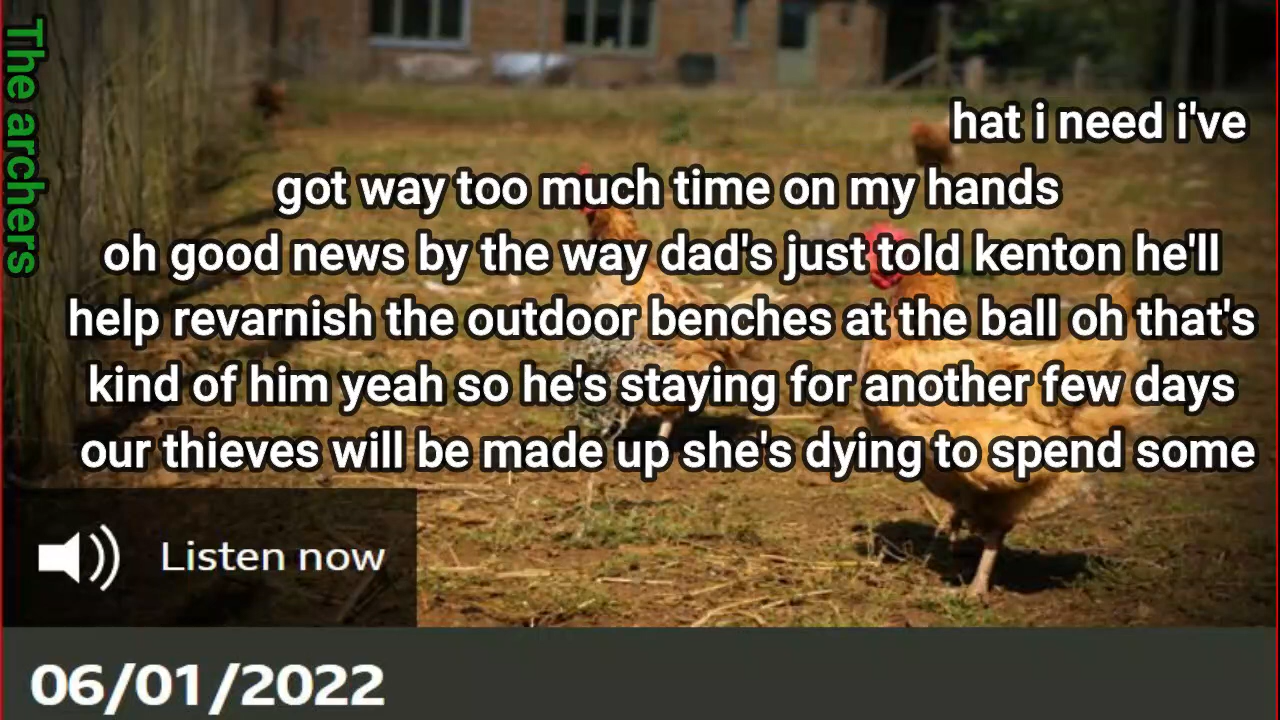 The archers
hat i need i've
got way too much time on my hands
oh good news by the way dad's just told kenton he'll
help revarnish the outdoor benches at the ball oh that's
kind of him yeah so he's staying for another few days
our thieves will be made up she's dying to spend some
Listen now
06/01/2022